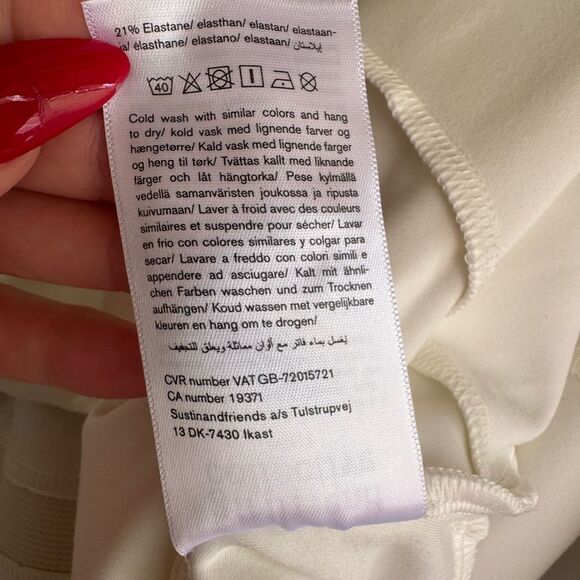 21% Elastane/ elasthan/ elastan/ elastaan-
ja/ élasthane/ elastano/ elastaan/ إيلاستان/
40
Cold wash with similar colors and hang
to dry/ kold vask med lignende farver og
hængetørre/ Kald vask med lignende farger
og heng til tørk/ Tvättas kallt med liknande
färger och låt hängtorka/ Pese kylmällä
vedellä samanväristen joukossa ja ripusta
kuivumaan/ Laver à froid avec des couleurs
similaires et suspendre pour sécher/ Lavar
en frio con colores similares y colgar para
secar/ Lavare a freddo con colori simili e
appendere ad asciugare/ Kalt mit ähnli-
chen Farben waschen und zum Trocknen
aufhängen/ Koud wassen met vergelijkbare
kleuren en hang om te drogen/
يُغسل بماء فاتر مع ألوان مماثلة ويعلق للتجفيف
CVR number VAT GB-72015721
CA number 19371
Sustinandfriends a/s Tulstrupvej
13 DK-7430 Ikast